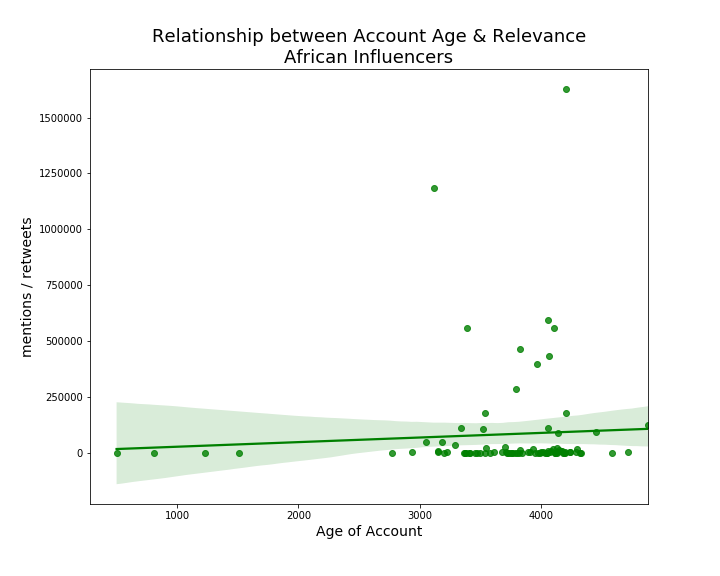 Relationship between Account Age & Relevance
African Influencers
1500000
1250000
1000000
750000
500000
250000
0
mentions / retweets
1000
2000
3000
4000
Age of Account